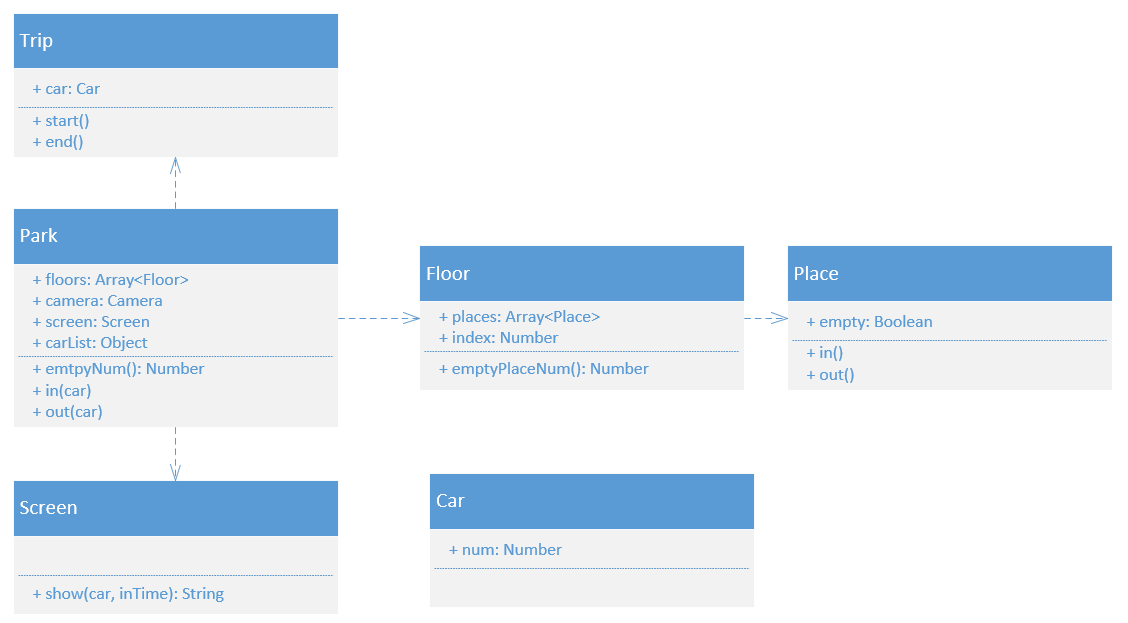 Trip
+ car: Car
+ start()
+ end()
Park
+ floors: Array<Floor>
+ camera: Camera
+ screen: Screen
+ carList: Object
+ emtpyNum(): Number
+ in(car)
+ out(car)
Floor
+ places: Array<Place>
+ index: Number
+ emptyPlaceNum(): Number
Place
+ empty: Boolean
+ in()
+ out()
Screen
+ show(car, inTime): String
Car
+ num: Number